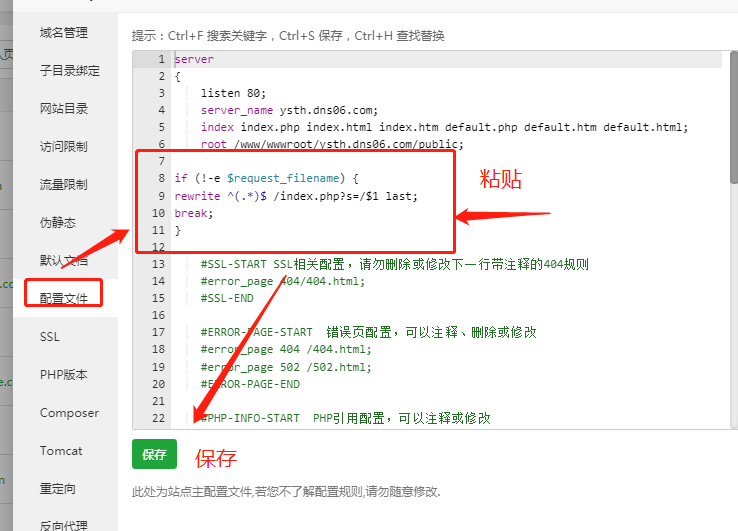 域名管理
子目录绑定
网站目录
访问限制
流量限制
伪静态
默认文档
配置文件
SSL
PHP版本
Composer
Tomcat
重定向
反向代理
提示：Ctrl+F 搜索关键字，Ctrl+S 保存，Ctrl+H 查找替换
1 server
2 {
3 listen 80;
4 server_name ysth.dns06.com;
5 index index.php index.html index.htm default.php default.htm default.html;
6 root /www/wwwroot/ysth.dns06.com/public;
7
8 if (!-e $request_filename) {
9 rewrite ^(.*)$ /index.php?s=/$1 last;
10 break;
11 }
12
13 #SSL-START SSL相关配置，请勿删除或修改下一行带注释的404规则
14 #error_page 404/404.html;
15 #SSL-END
16
17 #ERROR-PAGE-START 错误页配置，可以注释、删除或修改
18 #error_page 404 /404.html;
19 #error_page 502 /502.html;
20 #ERROR-PAGE-END
21
22 #PHP-INFO-START PHP引用配置，可以注释或修改
粘贴
保存
保存
此处为站点主配置文件,若您不了解配置规则,请勿随意修改.